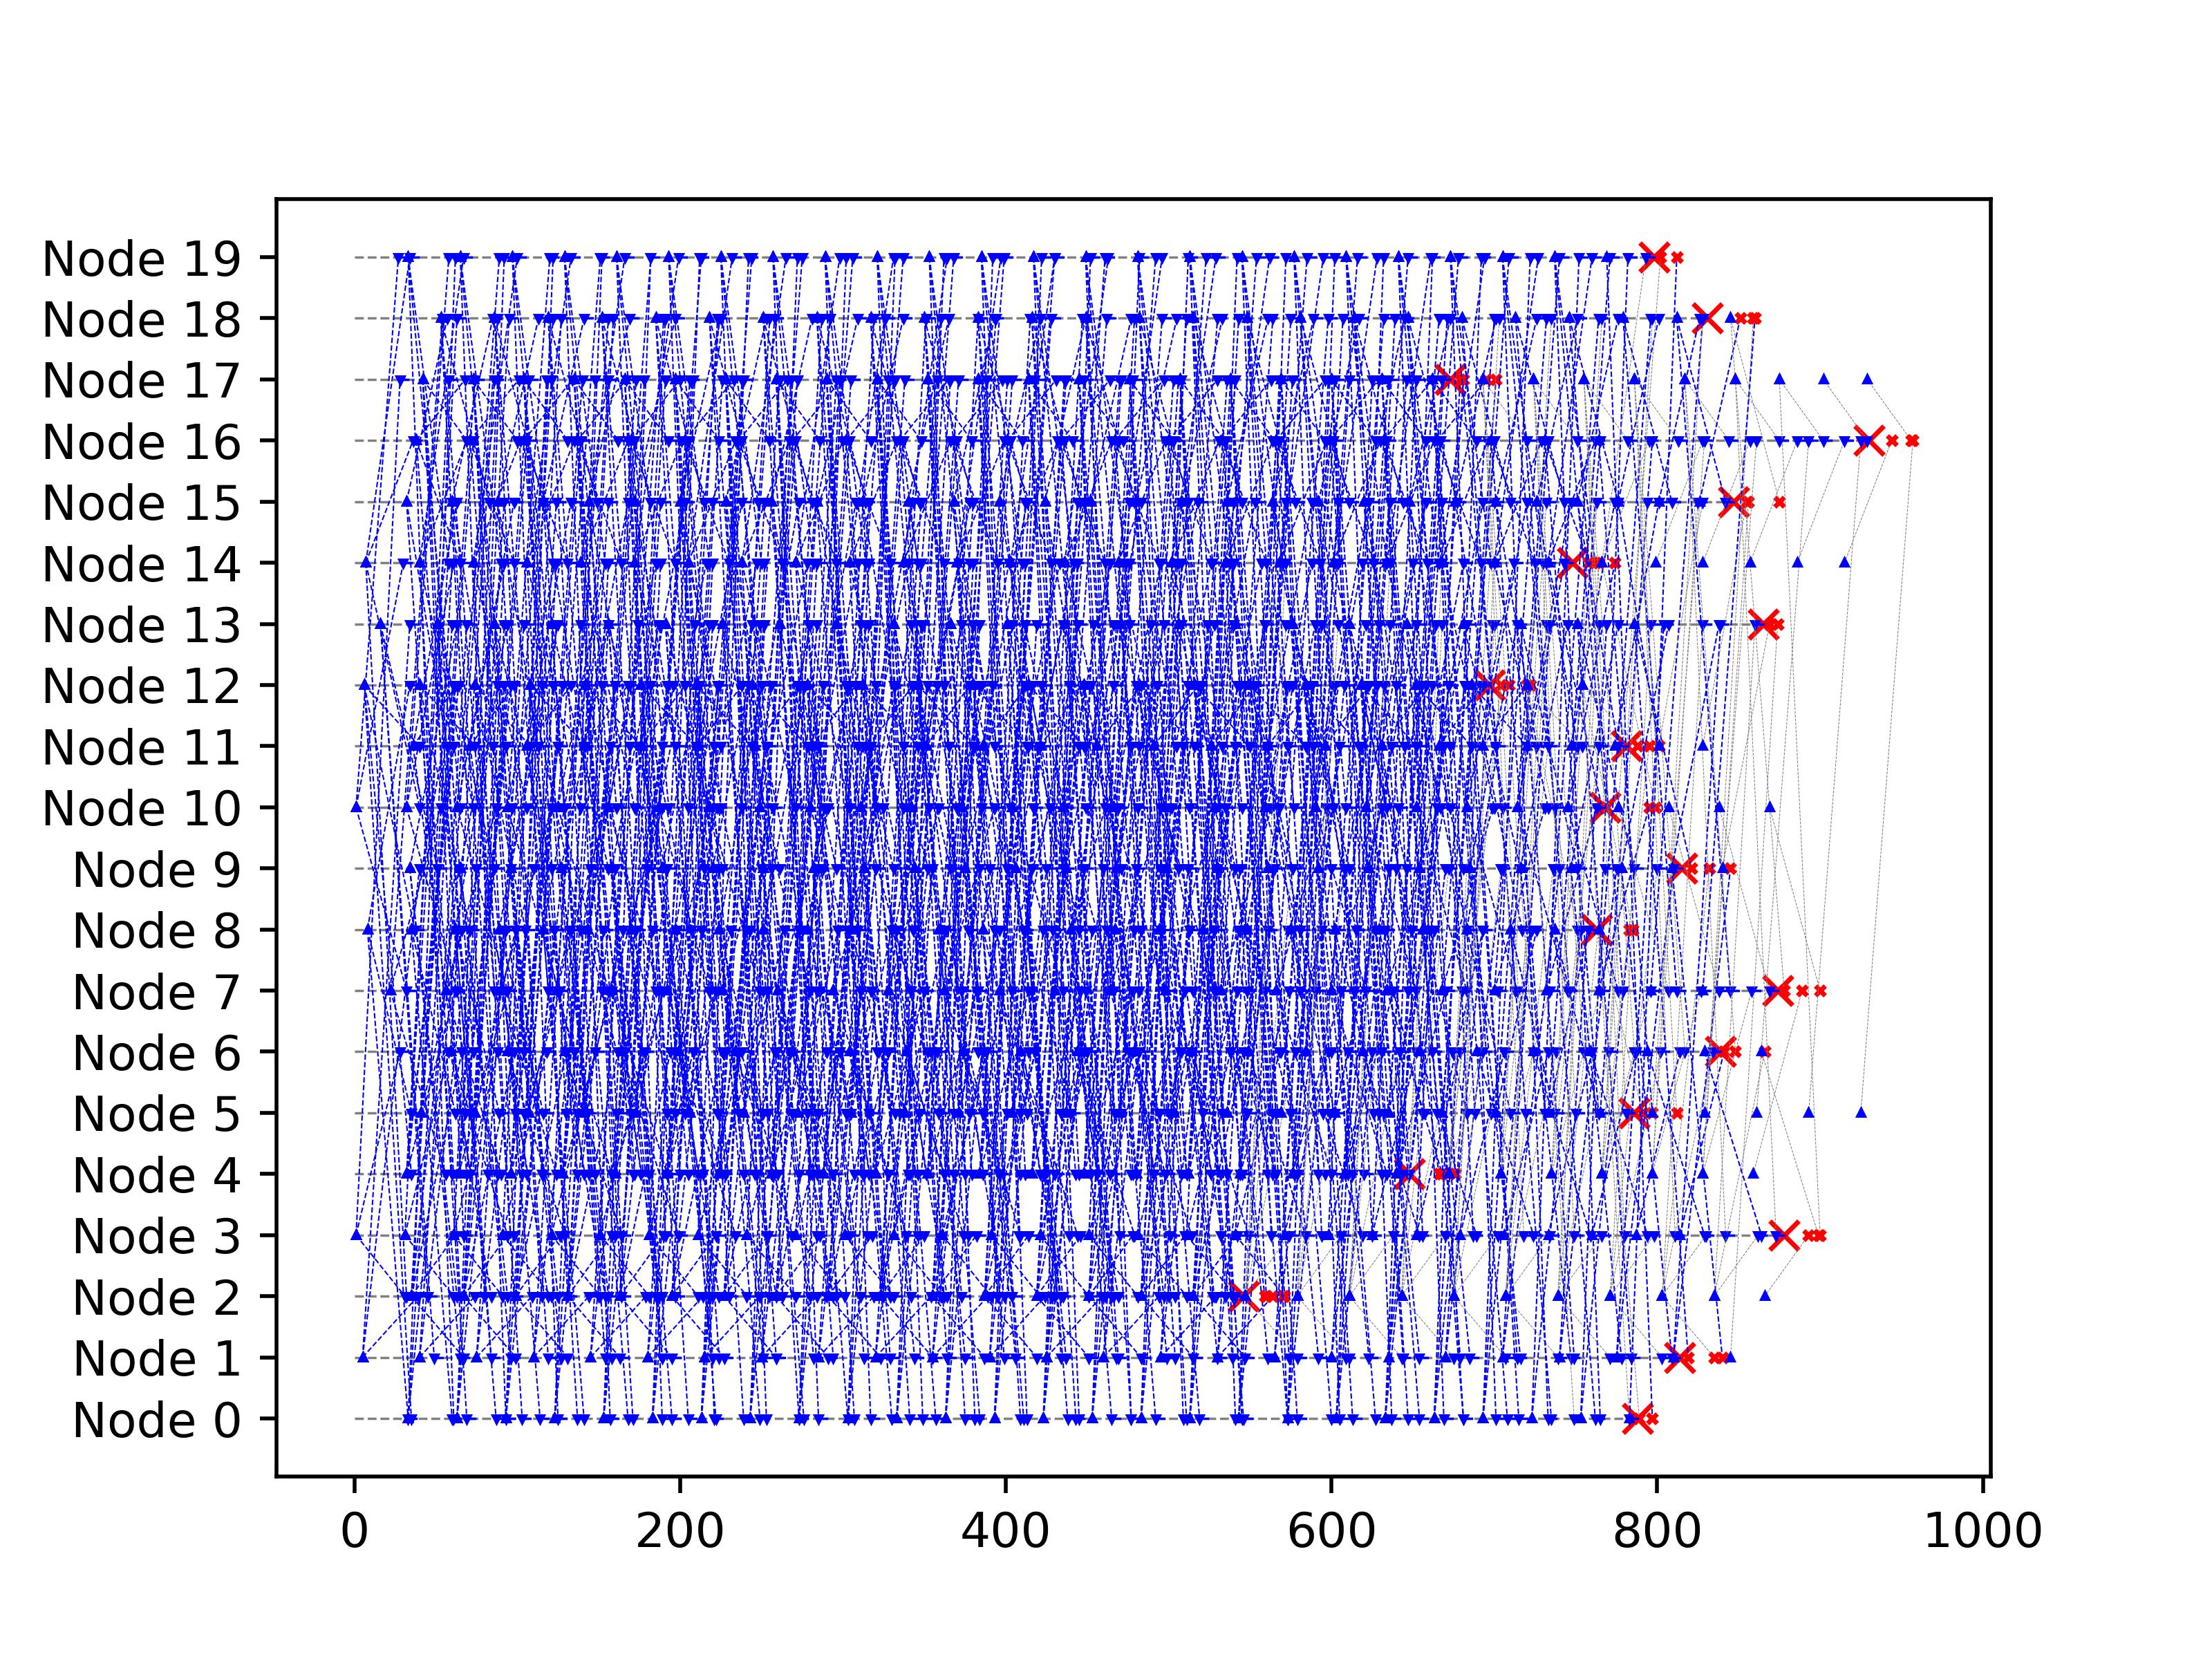 Node 19
Node 18
Node 17
Node 16
Node 15
Node 14
Node 13
Node 12
Node 11
Node 10
Node 9
Node 8
Node 7
Node 6
Node 5
Node 4
Node 3
Node 2
Node 1
Node 0
0 200 400 600 800 1000